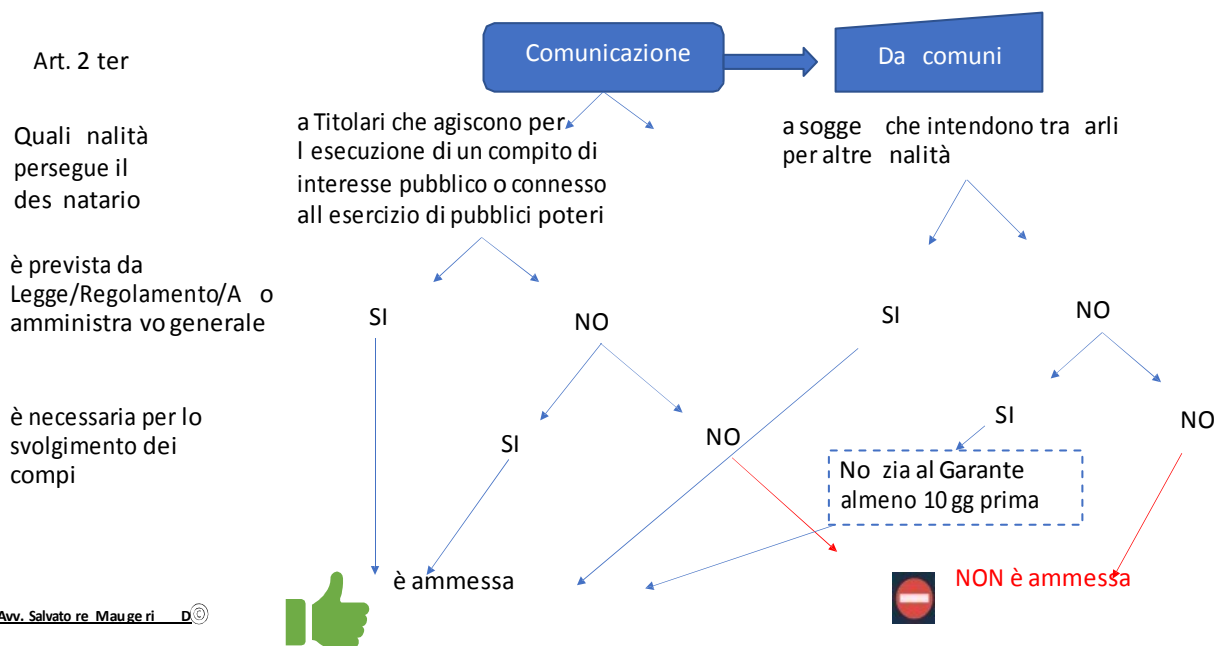 Art. 2 ter
Comunicazione
Da comuni
Quali nalità
persegue il
des natario
a Titolari che agiscono per
l esecuzione di un compito di
interesse pubblico o connesso
all esercizio di pubblici poteri
a sogge che intendono tra arli
per altre nalità
è prevista da
Legge/Regolamento/A o
amministra vo generale
SI
NO
SI
NO
è necessaria per lo
svolgimento dei
compi
SI
NO
SI
NO
No zia al Garante
almeno 10 gg prima
è ammessa
NON è ammessa
Avv. Salvato re Mauge ri D©